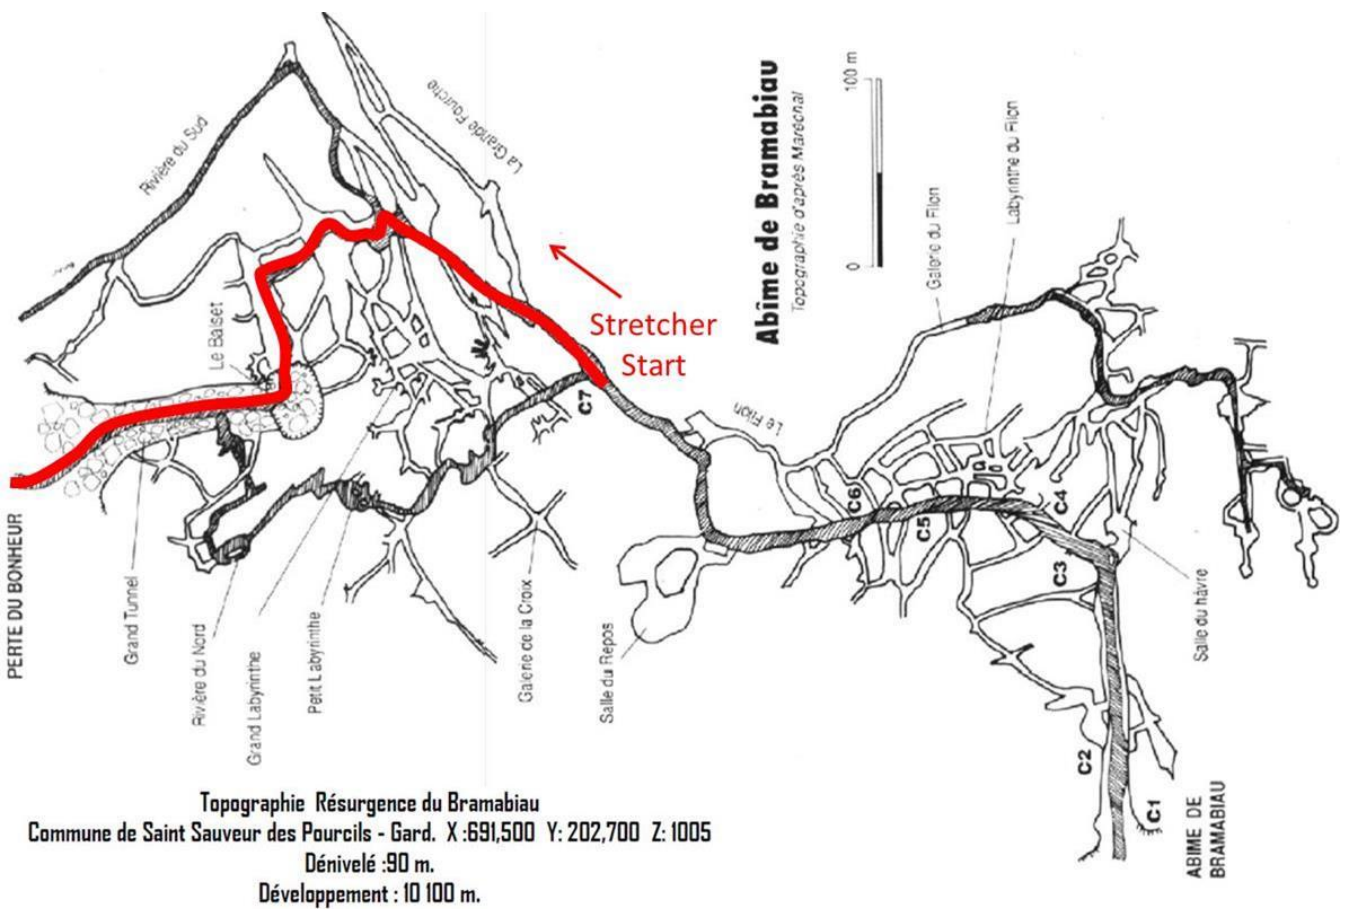 Rivière du Sud
La Grande Fourche
Le Balset
Stretcher
Start
C7
PERTE DU BONHEUR
Grand Tunnel
Rivière du Nord
Grand Labyrinthe
Petit Labyrinthe
Galerie de la Croix
Salle du Repos
Abîme de Bramabiau
Topographie d'après Maréchal
0
100 m
Galerie du Filon
Labyrinthe du Filon
Le Filon
C6
C5
C4
C3
Salle du hàvre
C2
C1
ABIME DE
BRAMABIAU
Topographie Résurgence du Bramabiau
Commune de Saint Sauveur des Pourcils - Gard. X :691,500 Y: 202,700 Z: 1005
Dénivelé :90 m.
Développement : 10 100 m.